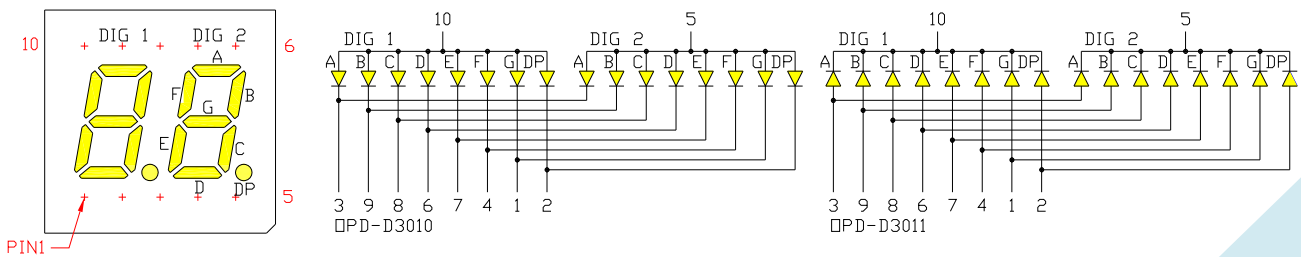 DIG 1 DIG 2
10 6
A
F B
G
E C
D DP
5
PIN1
10 5
DIG 1 DIG 2
A B C D E F G DP A B C D E F G DP
3 9 8 6 7 4 1 2
□PD-D3010
10 5
DIG 1 DIG 2
A B C D E F G DP A B C D E F G DP
3 9 8 6 7 4 1 2
□PD-D3011